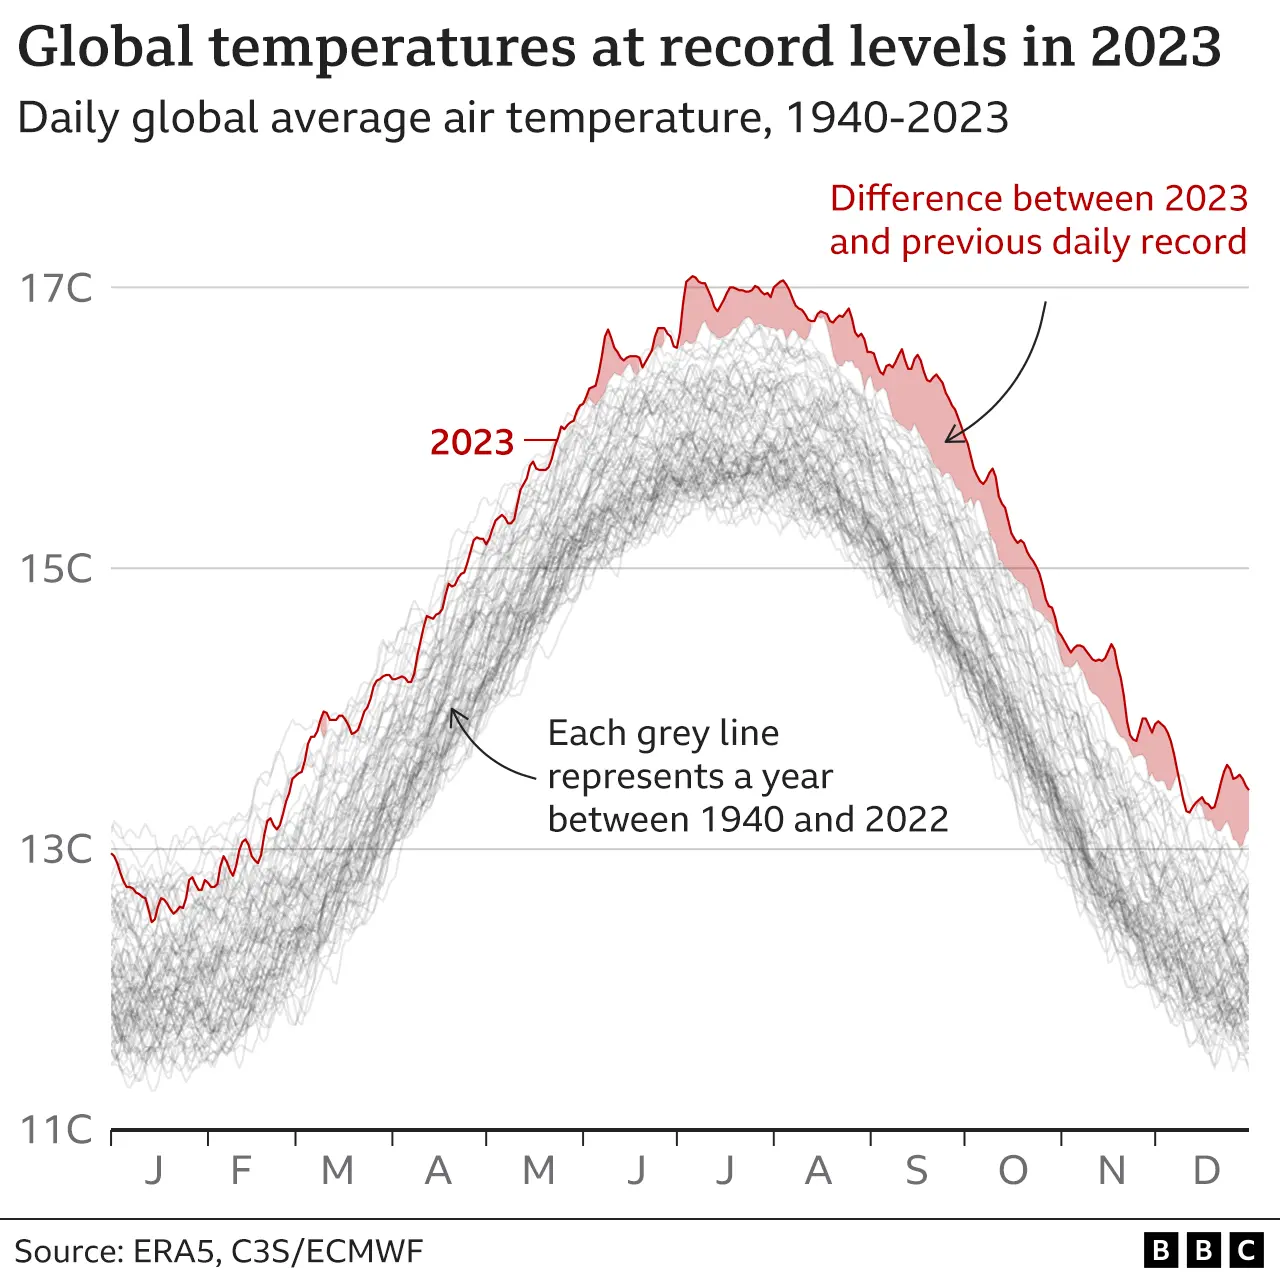 Global temperatures at record levels in 2023
Daily global average air temperature, 1940-2023
Difference between 2023
and previous daily record
17C
2023
15C
Each grey line
represents a year
between 1940 and 2022
13C
11C
J F M A M J J A S O N D
Source: ERA5, C3S/ECMWF
BBC